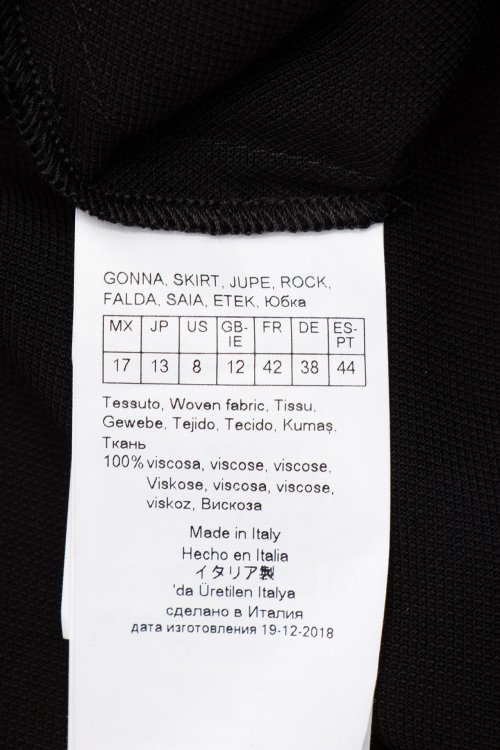 GONNA, SKIRT, JUPE, ROCK,
FALDA, SAIA, ETEK, Юбка
MX JP US GB-IE FR DE ES-PT
17 13 8 12 42 38 44
Tessuto, Woven fabric, Tissu,
Gewebe, Tejido, Tecido, Kumaş,
Ткань
100% viscosa, viscose, viscose,
Viskose, viscosa, viscose,
viskoz, Вискоза
Made in Italy
Hecho en Italia
イタリア製
'da Üretilen Italya
сделано в Италия
дата изготовления 19-12-2018